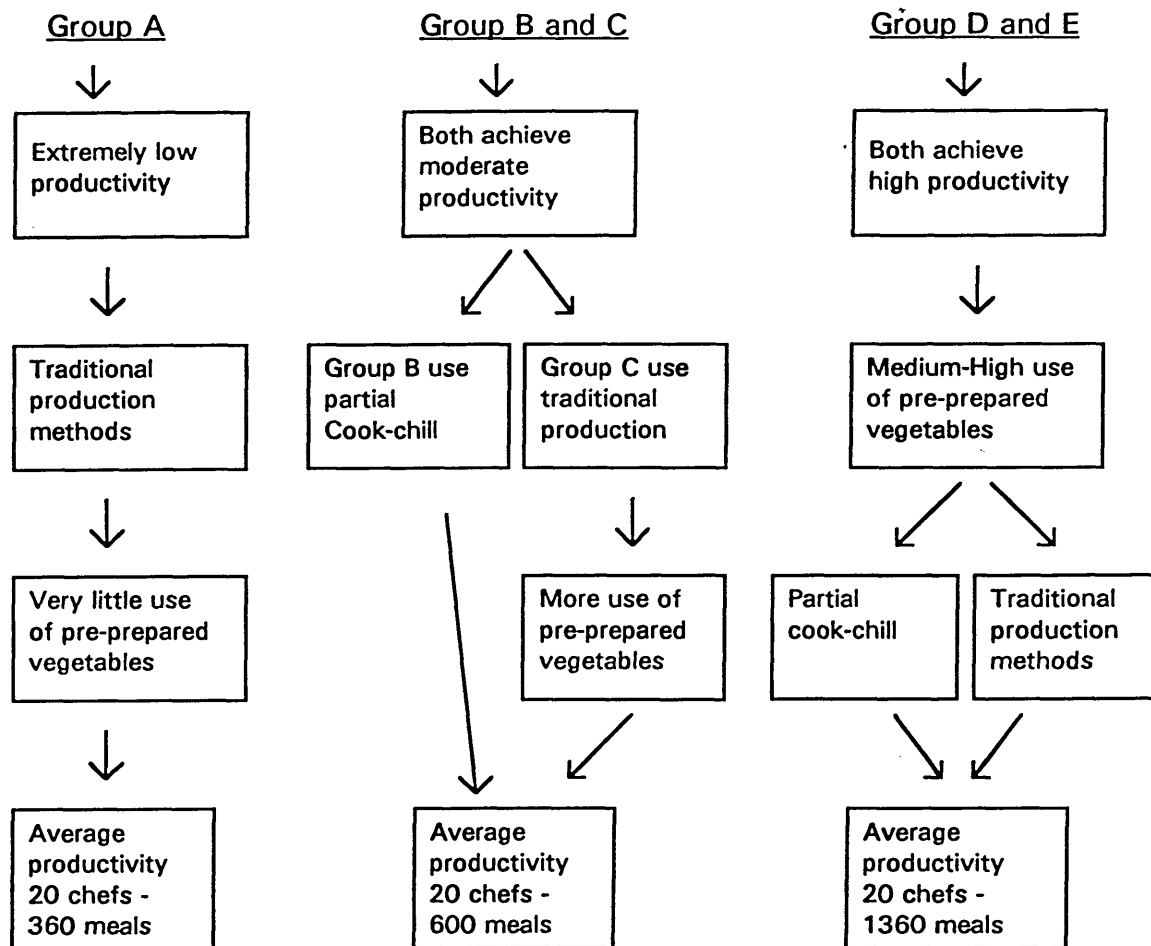 Group A
Group B and C
Group D and E
Extremely low
productivity
Both achieve
moderate
productivity
Both achieve
high productivity
Traditional
production
methods
Group B use
partial
Cook-chill
Group C use
traditional
production
Medium-High use
of pre-prepared
vegetables
Very little use
of pre-prepared
vegetables
More use of
pre-prepared
vegetables
Partial
cook-chill
Traditional
production
methods
Average
productivity
20 chefs -
360 meals
Average
productivity
20 chefs -
600 meals
Average
productivity
20 chefs -
1360 meals